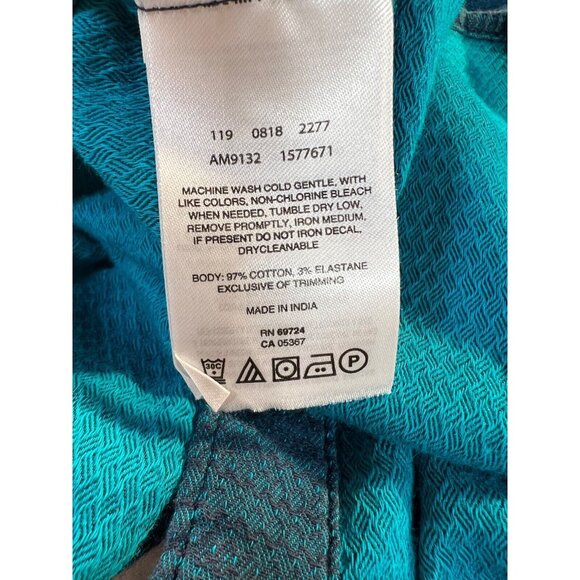 119 0818 2277
AM9132 1577671
MACHINE WASH COLD GENTLE, WITH
LIKE COLORS, NON-CHLORINE BLEACH
WHEN NEEDED, TUMBLE DRY LOW,
REMOVE PROMPTLY, IRON MEDIUM.
IF PRESENT DO NOT IRON DECAL,
DRYCLEANABLE
BODY: 97% COTTON, 3% ELASTANE
EXCLUSIVE OF TRIMMING
MADE IN INDIA
RN 69724
CA 05367
30C
P